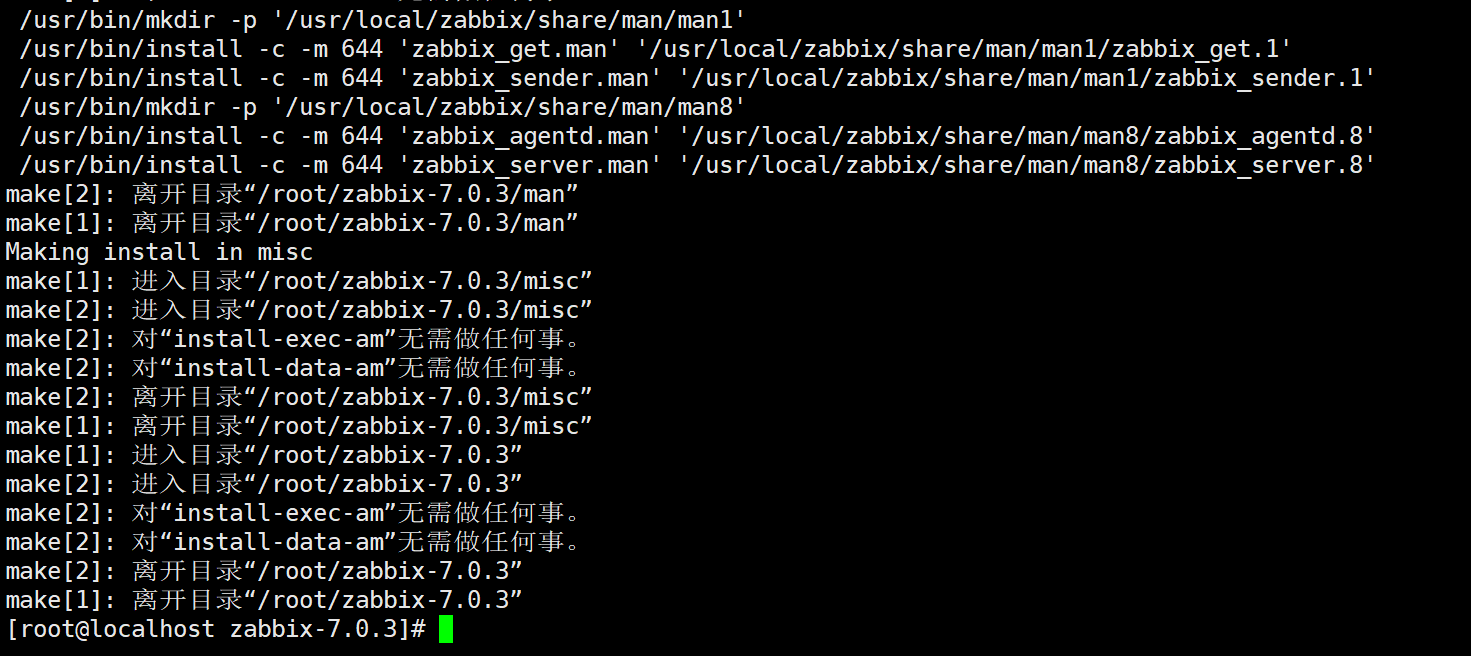 /usr/bin/mkdir -p '/usr/local/zabbix/share/man/man1'
/usr/bin/install -c -m 644 'zabbix_get.man' '/usr/local/zabbix/share/man/man1/zabbix_get.1'
/usr/bin/install -c -m 644 'zabbix_sender.man' '/usr/local/zabbix/share/man/man1/zabbix_sender.1'
/usr/bin/mkdir -p '/usr/local/zabbix/share/man/man8'
/usr/bin/install -c -m 644 'zabbix_agentd.man' '/usr/local/zabbix/share/man/man8/zabbix_agentd.8'
/usr/bin/install -c -m 644 'zabbix_server.man' '/usr/local/zabbix/share/man/man8/zabbix_server.8'
make[2]: 离开目录“/root/zabbix-7.0.3/man”
make[1]: 离开目录“/root/zabbix-7.0.3/man”
Making install in misc
make[1]: 进入目录“/root/zabbix-7.0.3/misc”
make[2]: 进入目录“/root/zabbix-7.0.3/misc”
make[2]: 对“install-exec-am”无需做任何事。
make[2]: 对“install-data-am”无需做任何事。
make[2]: 离开目录“/root/zabbix-7.0.3/misc”
make[1]: 离开目录“/root/zabbix-7.0.3/misc”
make[1]: 进入目录“/root/zabbix-7.0.3”
make[2]: 进入目录“/root/zabbix-7.0.3”
make[2]: 对“install-exec-am”无需做任何事。
make[2]: 对“install-data-am”无需做任何事。
make[2]: 离开目录“/root/zabbix-7.0.3”
make[1]: 离开目录“/root/zabbix-7.0.3”
[root@localhost zabbix-7.0.3]#